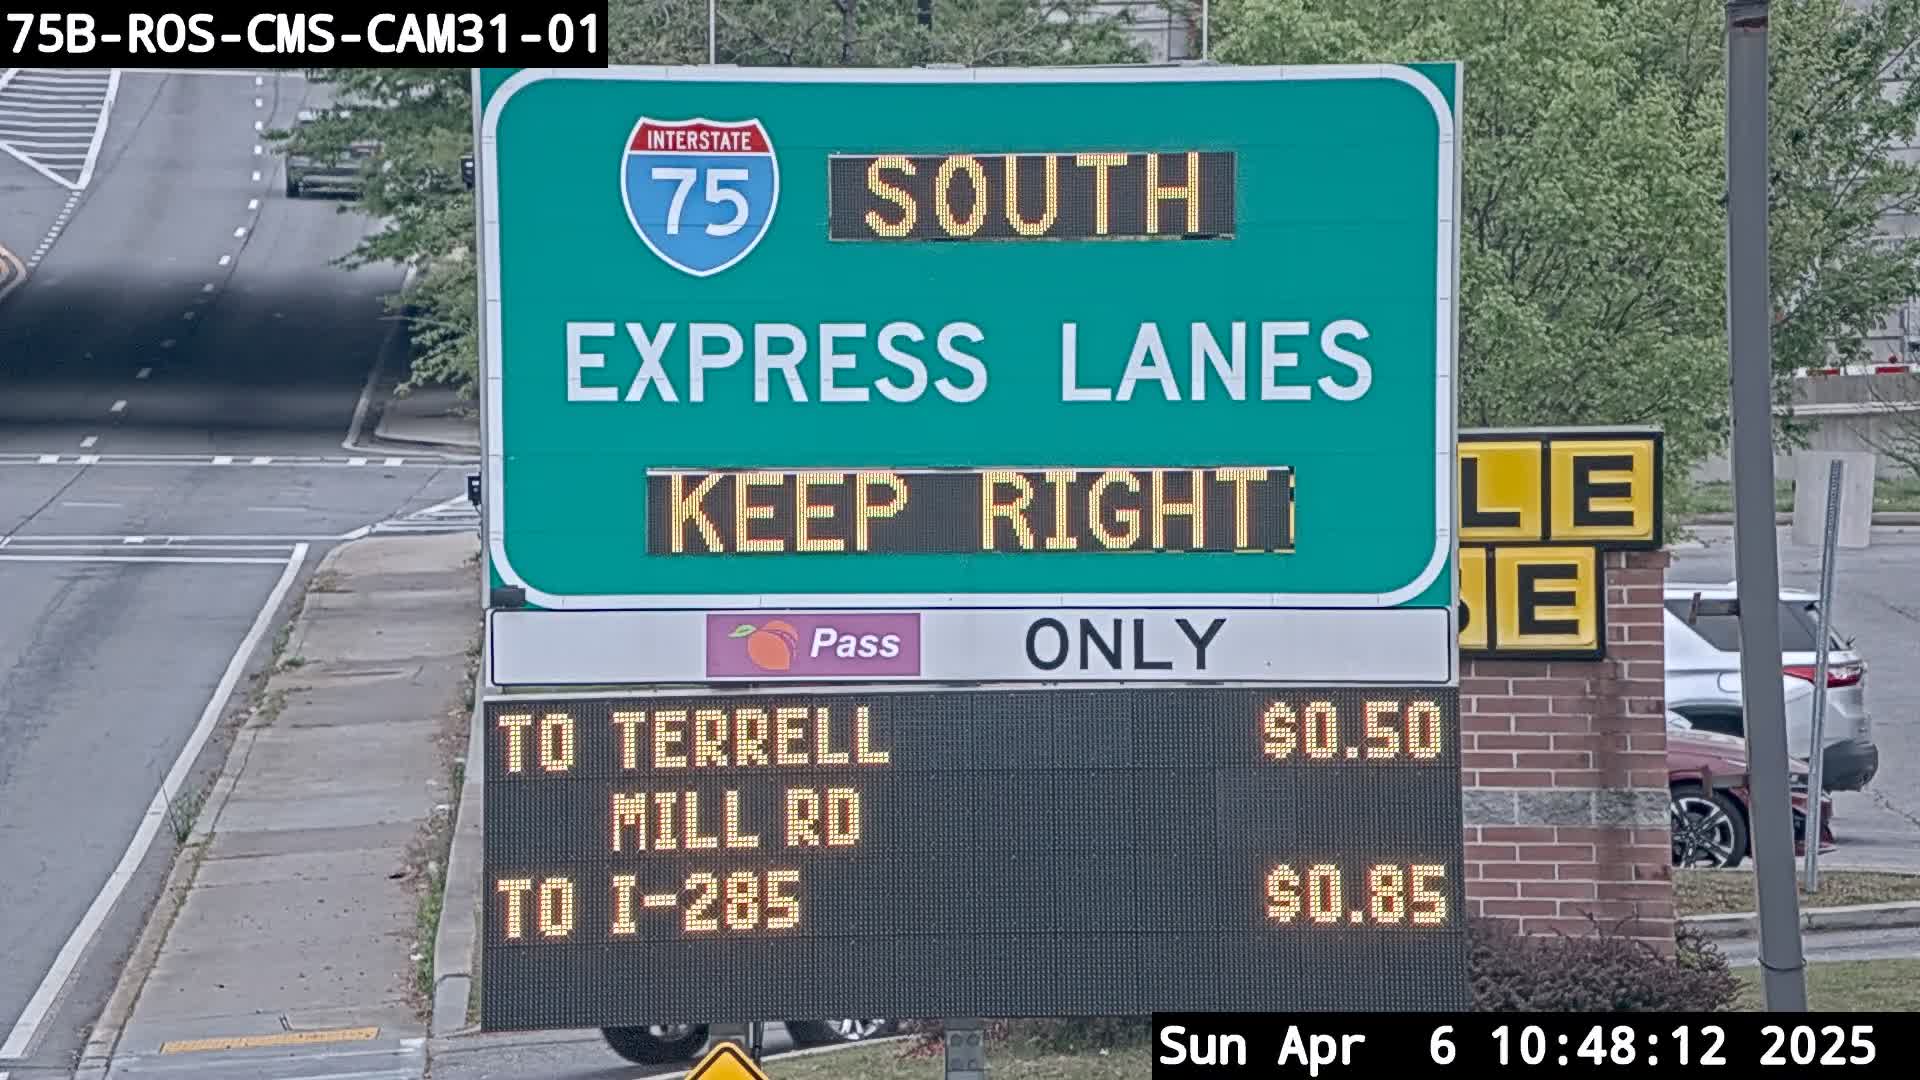 75B-ROS-CMS-CAM31-01
INTERSTATE
75
SOUTH
EXPRESS LANES
KEEP RIGHT
Pass ONLY
TO TERRELL $0.50
MILL RD
TO I-285 $0.85
LE
E
Sun Apr 6 10:48:12 2025